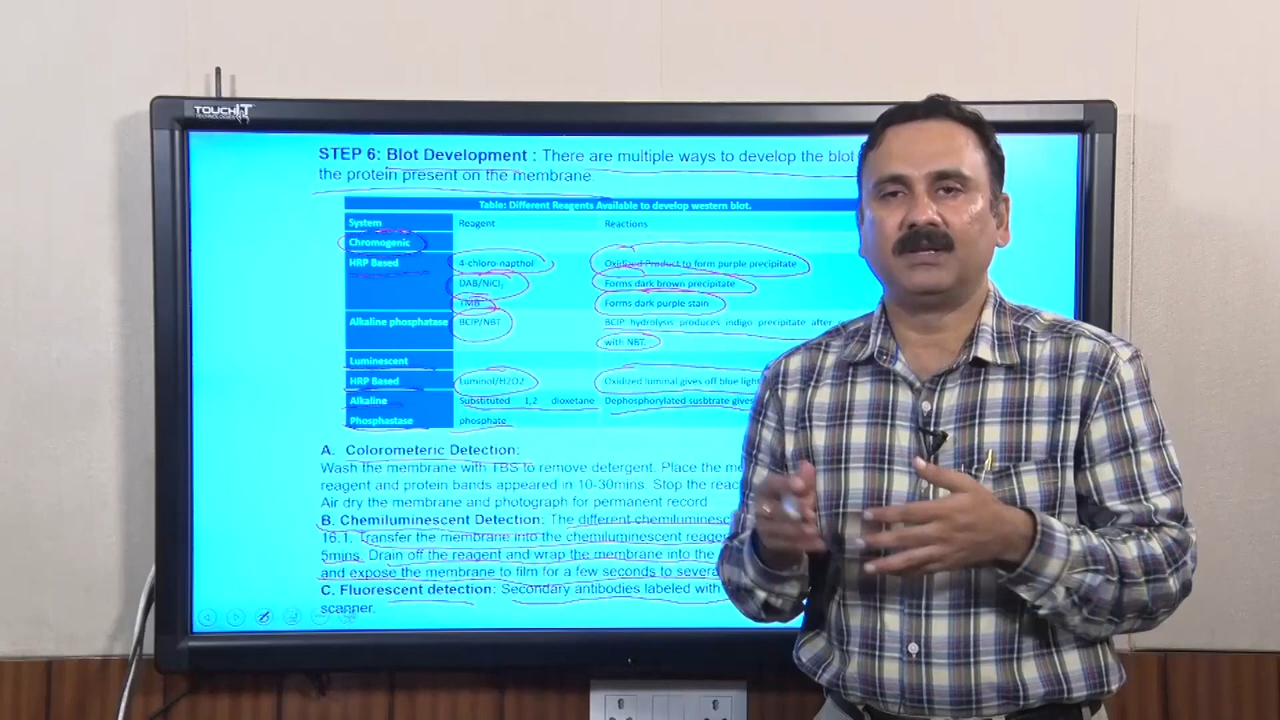 TOUCHIT
TECHNOLOGIES
STEP 6: Blot Development : There are multiple ways to develop the blot
the protein present on the membrane.
Table: Different Reagents Available to develop western blot.
System Reagent Reactions
Chromogenic
HRP Based 4-chloro-napthol Oxidized Product to form purple precipitate
DAB/NiCl₂ Forms dark brown precipitate
TMB Forms dark purple stain
Alkaline phosphatase BCIP/NBT BCIP hydrolysis produces indigo precipitate after
with NBT.
Luminescent
HRP Based Luminol/H2O2 Oxidized luminal gives off blue light
Alkaline Substituted 1,2 dioxetane Dephosphorylated susbtrate gives
Phosphastase phosphate
A. Colorometeric Detection:
Wash the membrane with TBS to remove detergent. Place the
reagent and protein bands appeared in 10-30mins. Stop the
Air dry the membrane and photograph for permanent record
B. Chemiluminescent Detection: The different
16.1. Transfer the membrane into the chemiluminescent
5mins. Drain off the reagent and wrap the membrane into the
and expose the membrane to film for a few seconds to
C. Fluorescent detection: Secondary antibodies labeled with
scanner.